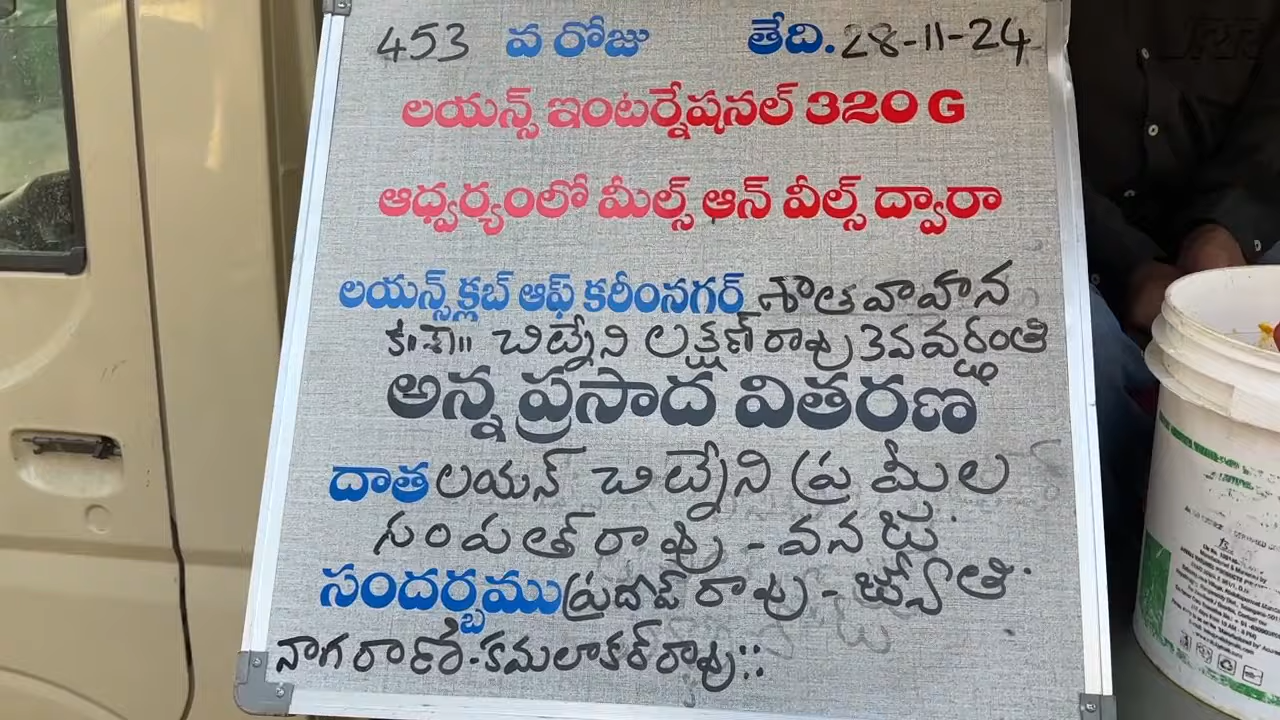 453 వ రోజు తేది. 28-11-24
లయన్స్ ఇంటర్నేషనల్ 320 G
ఆధ్వర్యంలో మీల్స్ ఆన్ వీల్స్ ద్వారా
లయన్స్ క్లబ్ ఆఫ్ కరీంనగర్ శాతవాహన
కీ॥శే॥ చిట్నేని లక్ష్మణ్ రావు 3వ వర్ధంతి
అన్న ప్రసాద వితరణ
దాత లయన్ చిట్నేని ప్రమీల
సంపత్ రావు - వనజ
సందర్భము ప్రదీప్ రావు - జ్యోతి
నాగరాణి - కమలాకర్ రావు::